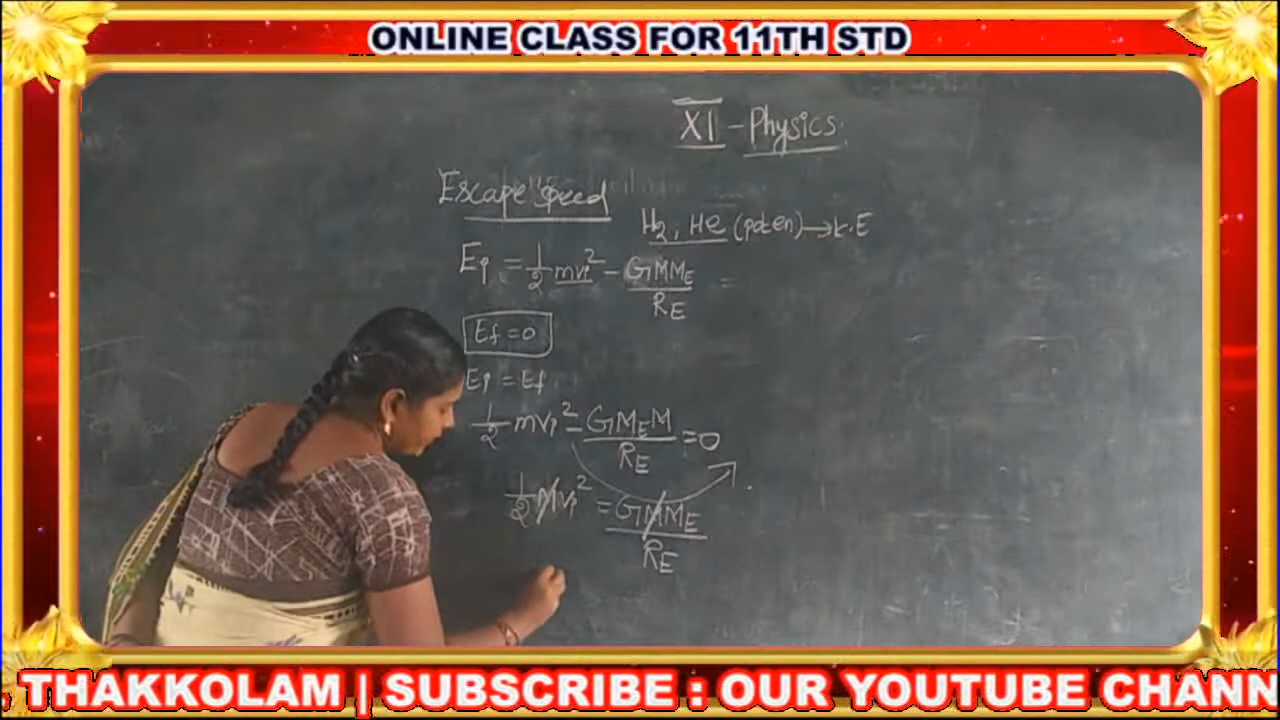 ONLINE CLASS FOR 11TH STD
XI - Physics.
Escape Speed
H₂, He (poten) → K.E
Ei = 1/2 mvi² - GMME/RE
Ef = 0
Ei = Ef
1/2 mvi² - GMEM/RE = 0
1/2 mvi² = GMME/RE
THAKKOLAM | SUBSCRIBE : OUR YOUTUBE CHANN